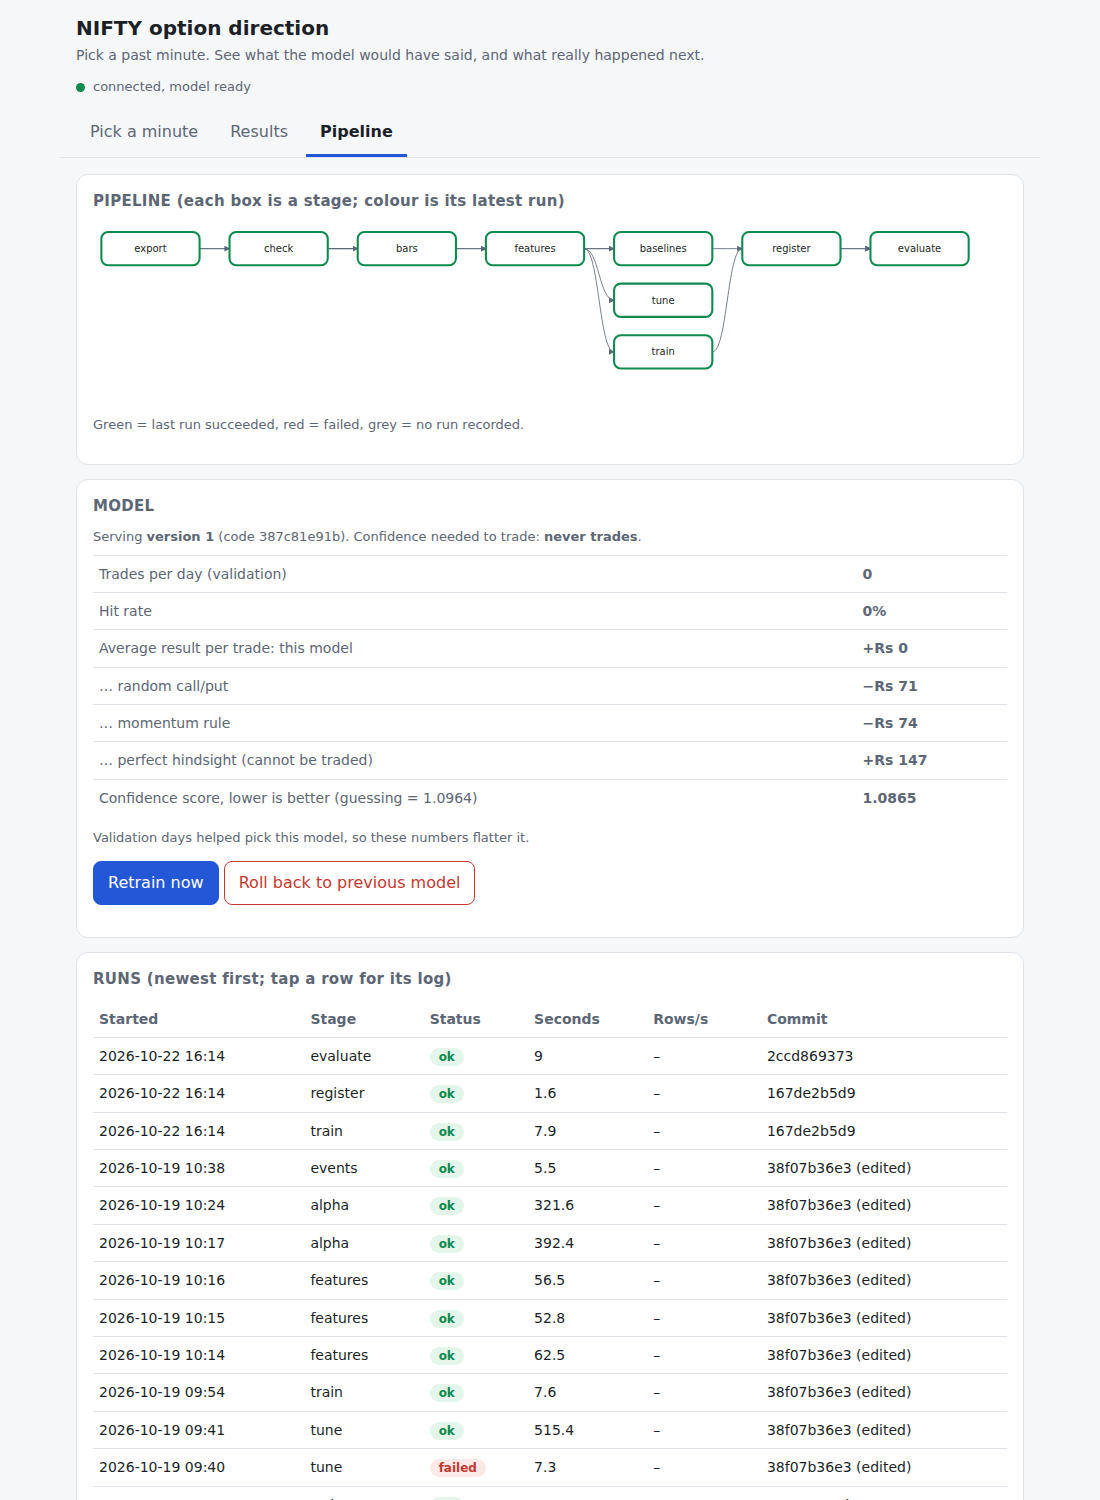 NIFTY option direction
Pick a past minute. See what the model would have said, and what really happened next.
connected, model ready
Pick a minute Results Pipeline
PIPELINE (each box is a stage; colour is its latest run)
export check bars features baselines register evaluate
tune
train
Green = last run succeeded, red = failed, grey = no run recorded.
MODEL
Serving version 1 (code 387c81e91b). Confidence needed to trade: never trades.
Trades per day (validation) 0
Hit rate 0%
Average result per trade: this model +Rs 0
… random call/put −Rs 71
… momentum rule −Rs 74
… perfect hindsight (cannot be traded) +Rs 147
Confidence score, lower is better (guessing = 1.0964) 1.0865
Validation days helped pick this model, so these numbers flatter it.
Retrain now Roll back to previous model
RUNS (newest first; tap a row for its log)
Started Stage Status Seconds Rows/s Commit
2026-10-22 16:14 evaluate ok 9 – 2ccd869373
2026-10-22 16:14 register ok 1.6 – 167de2b5d9
2026-10-22 16:14 train ok 7.9 – 167de2b5d9
2026-10-19 10:38 events ok 5.5 – 38f07b36e3 (edited)
2026-10-19 10:24 alpha ok 321.6 – 38f07b36e3 (edited)
2026-10-19 10:17 alpha ok 392.4 – 38f07b36e3 (edited)
2026-10-19 10:16 features ok 56.5 – 38f07b36e3 (edited)
2026-10-19 10:15 features ok 52.8 – 38f07b36e3 (edited)
2026-10-19 10:14 features ok 62.5 – 38f07b36e3 (edited)
2026-10-19 09:54 train ok 7.6 – 38f07b36e3 (edited)
2026-10-19 09:41 tune ok 515.4 – 38f07b36e3 (edited)
2026-10-19 09:40 tune failed 7.3 – 38f07b36e3 (edited)